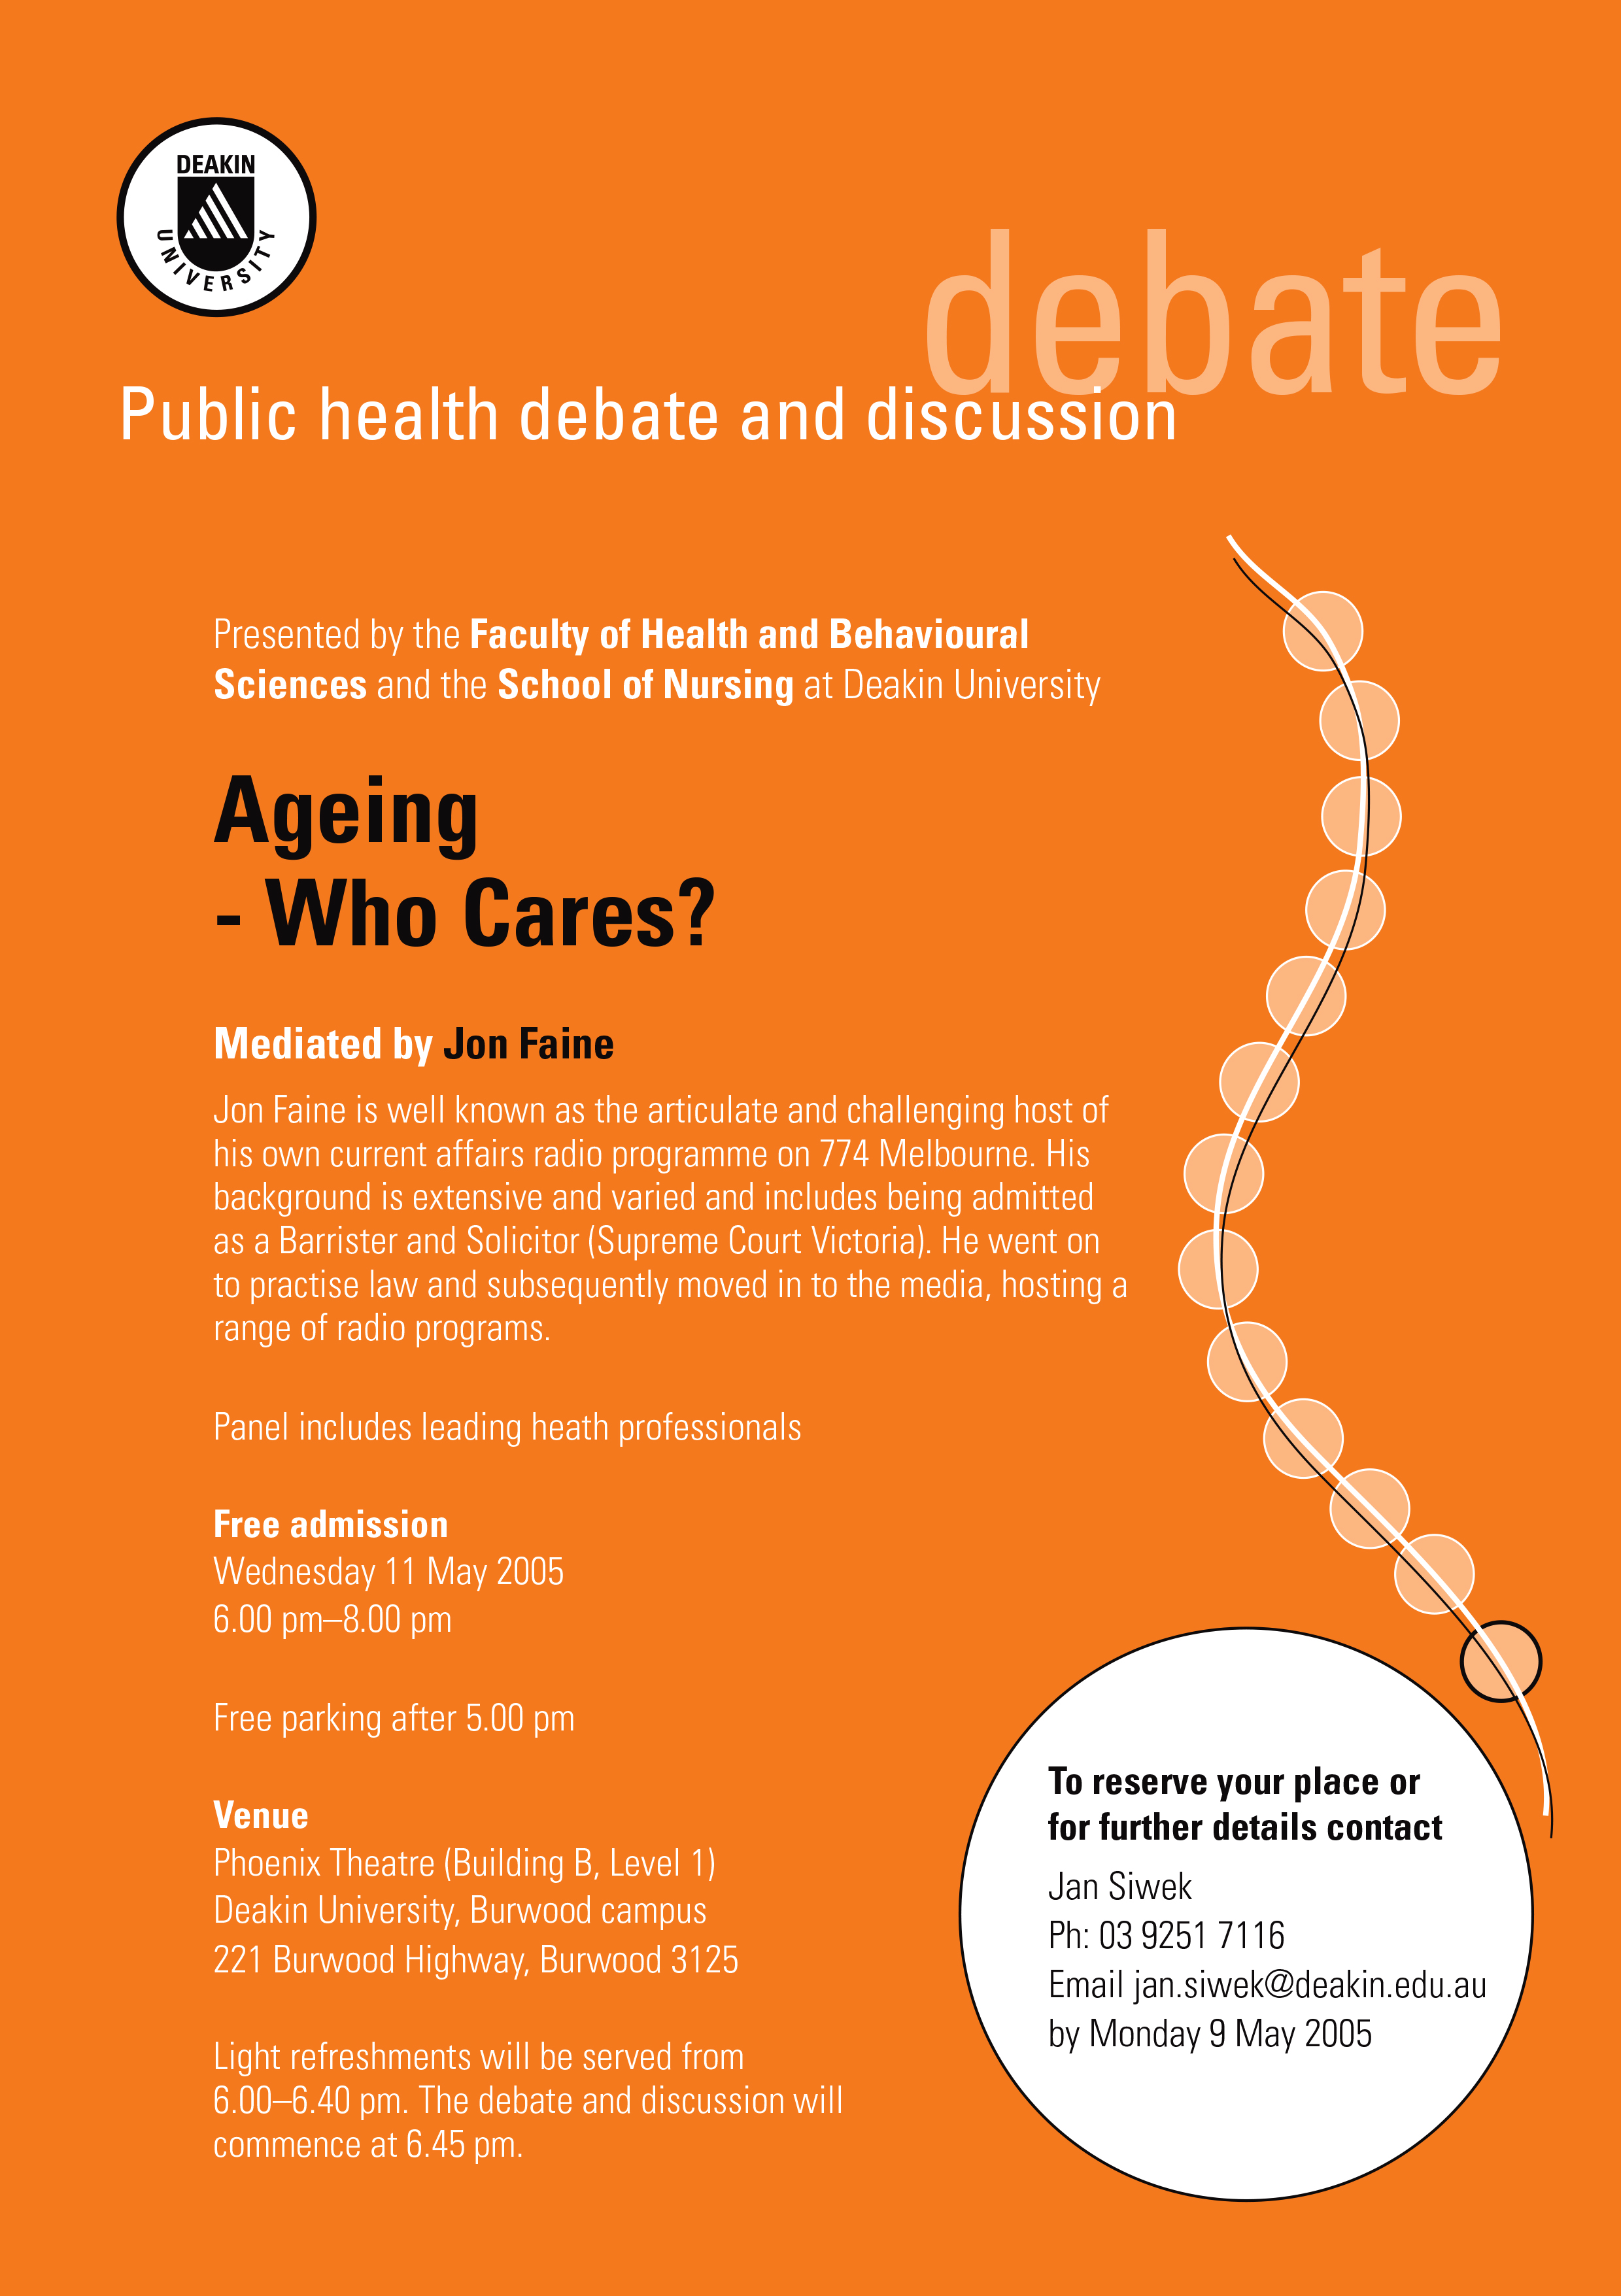 DEAKIN
UNIVERSITY
debate
Public health debate and discussion
Presented by the Faculty of Health and Behavioural
Sciences and the School of Nursing at Deakin University
Ageing
- Who Cares?
Mediated by Jon Faine
Jon Faine is well known as the articulate and challenging host of
his own current affairs radio programme on 774 Melbourne. His
background is extensive and varied and includes being admitted
as a Barrister and Solicitor (Supreme Court Victoria). He went on
to practise law and subsequently moved in to the media, hosting a
range of radio programs.
Panel includes leading heath professionals
Free admission
Wednesday 11 May 2005
6.00 pm–8.00 pm
Free parking after 5.00 pm
Venue
Phoenix Theatre (Building B, Level 1)
Deakin University, Burwood campus
221 Burwood Highway, Burwood 3125
Light refreshments will be served from
6.00–6.40 pm. The debate and discussion will
commence at 6.45 pm.
To reserve your place or
for further details contact
Jan Siwek
Ph: 03 9251 7116
Email jan.siwek@deakin.edu.au
by Monday 9 May 2005